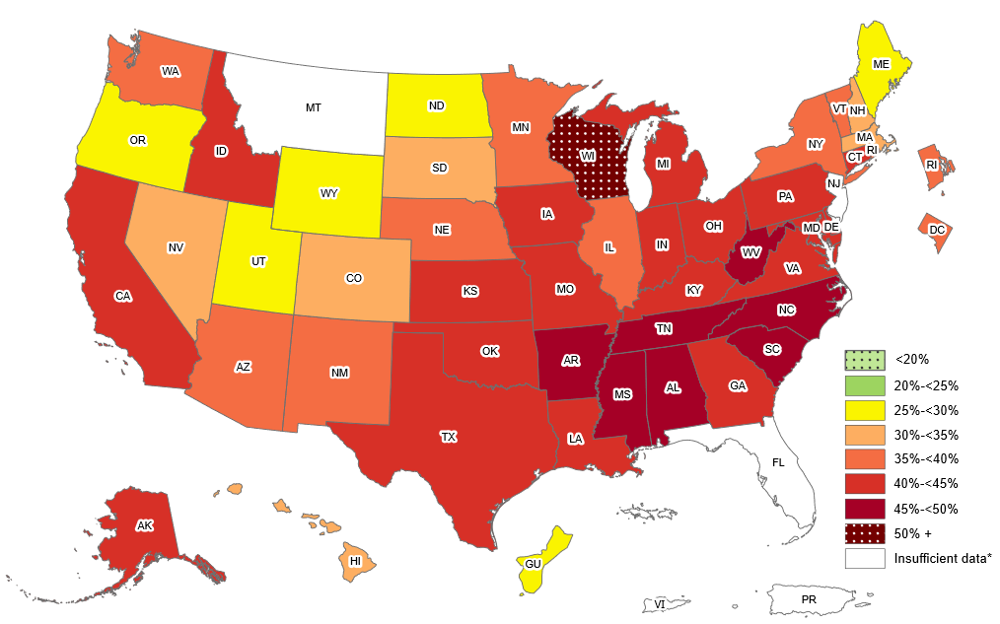 ME
WA
VT
NH
ND
MT
MN
OR
MA
NY
WI
RI
ID
CT
SD
MI
RI
NJ
WY
PA
IA
OH
MD
DE
DC
NE
NV
IL
IN
WV
UT
CO
VA
CA
KS
MO
KY
NC
TN
OK
SC
AZ
NM
AR
GA
MS
AL
TX
LA
FL
AK
HI
GU
VI
PR
<20%
20%-<25%
25%-<30%
30%-<35%
35%-<40%
40%-<45%
45%-<50%
50% +
Insufficient data*